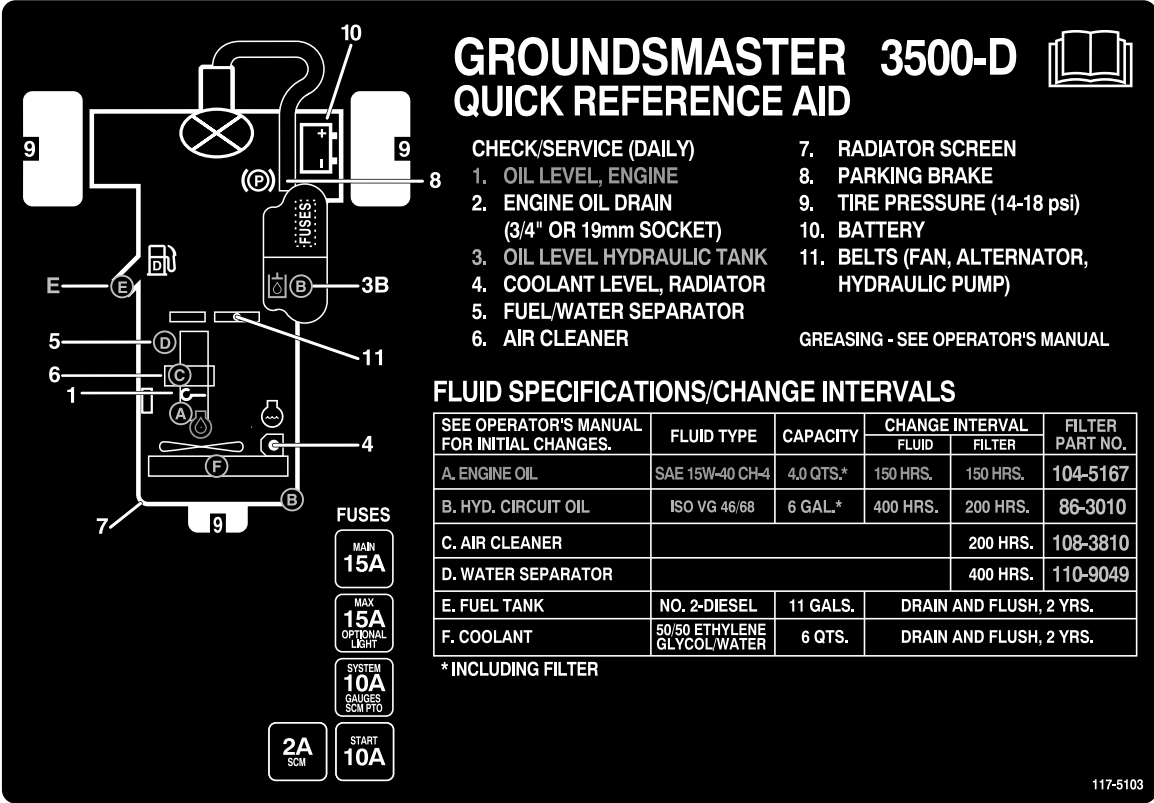 GROUNDSMASTER 3500-D
QUICK REFERENCE AID
CHECK/SERVICE (DAILY)
1. OIL LEVEL, ENGINE
2. ENGINE OIL DRAIN
(3/4" OR 19mm SOCKET)
3. OIL LEVEL HYDRAULIC TANK
4. COOLANT LEVEL, RADIATOR
5. FUEL/WATER SEPARATOR
6. AIR CLEANER
7. RADIATOR SCREEN
8. PARKING BRAKE
9. TIRE PRESSURE (14-18 psi)
10. BATTERY
11. BELTS (FAN, ALTERNATOR,
HYDRAULIC PUMP)
GREASING - SEE OPERATOR'S MANUAL
10
9
9
+
-
(P)
8
FUSES
D
E
E
B
3B
5
D
11
6
C
1
A
4
F
B
7
9
FUSES
MAIN
15A
MAX
15A
OPTIONAL
LIGHT
SYSTEM
10A
GAUGES
SCM PTO
2A
SCM
START
10A
FLUID SPECIFICATIONS/CHANGE INTERVALS
SEE OPERATOR'S MANUAL
FOR INITIAL CHANGES.
FLUID TYPE
CAPACITY
CHANGE INTERVAL
FLUID
FILTER
FILTER
PART NO.
A. ENGINE OIL SAE 15W-40 CH-4 4.0 QTS.* 150 HRS. 150 HRS. 104-5167
B. HYD. CIRCUIT OIL ISO VG 46/68 6 GAL.* 400 HRS. 200 HRS. 86-3010
C. AIR CLEANER 200 HRS. 108-3810
D. WATER SEPARATOR 400 HRS. 110-9049
E. FUEL TANK NO. 2-DIESEL 11 GALS. DRAIN AND FLUSH, 2 YRS.
F. COOLANT 50/50 ETHYLENE
GLYCOL/WATER 6 QTS. DRAIN AND FLUSH, 2 YRS.
* INCLUDING FILTER
117-5103